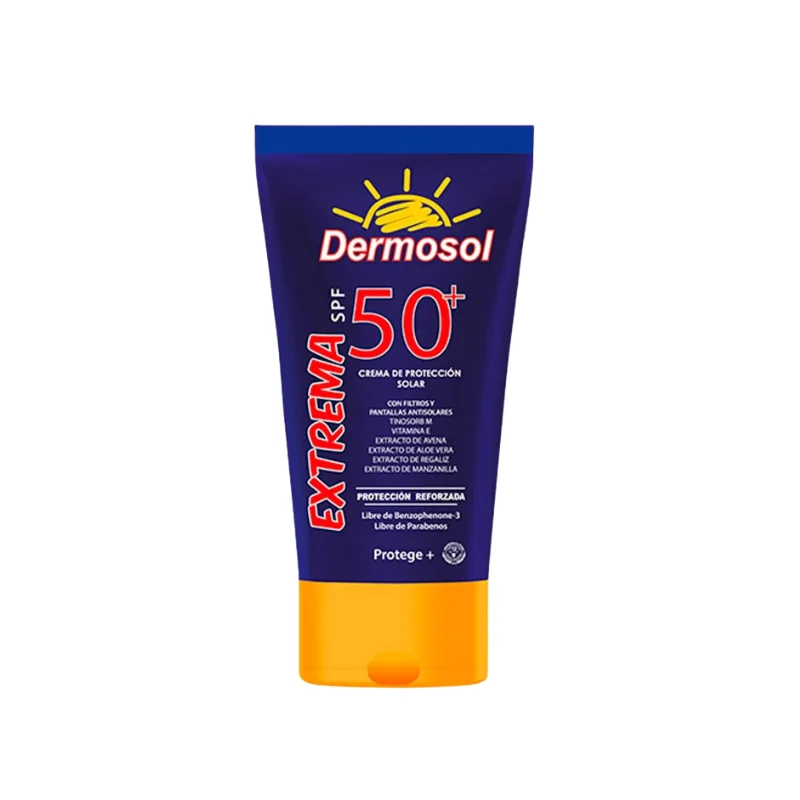 Dermosol
EXTREMA
SPF
50+
CREMA DE PROTECCIÓN
SOLAR
CON FILTROS Y
PANTALLAS ANTISOLARES
TINOSORB M
VITAMINA E
EXTRACTO DE AVENA
EXTRACTO DE ALOE VERA
EXTRACTO DE REGALIZ
EXTRACTO DE MANZANILLA
PROTECCIÓN REFORZADA
Libre de Benzophenone-3
Libre de Parabenos
Protege +